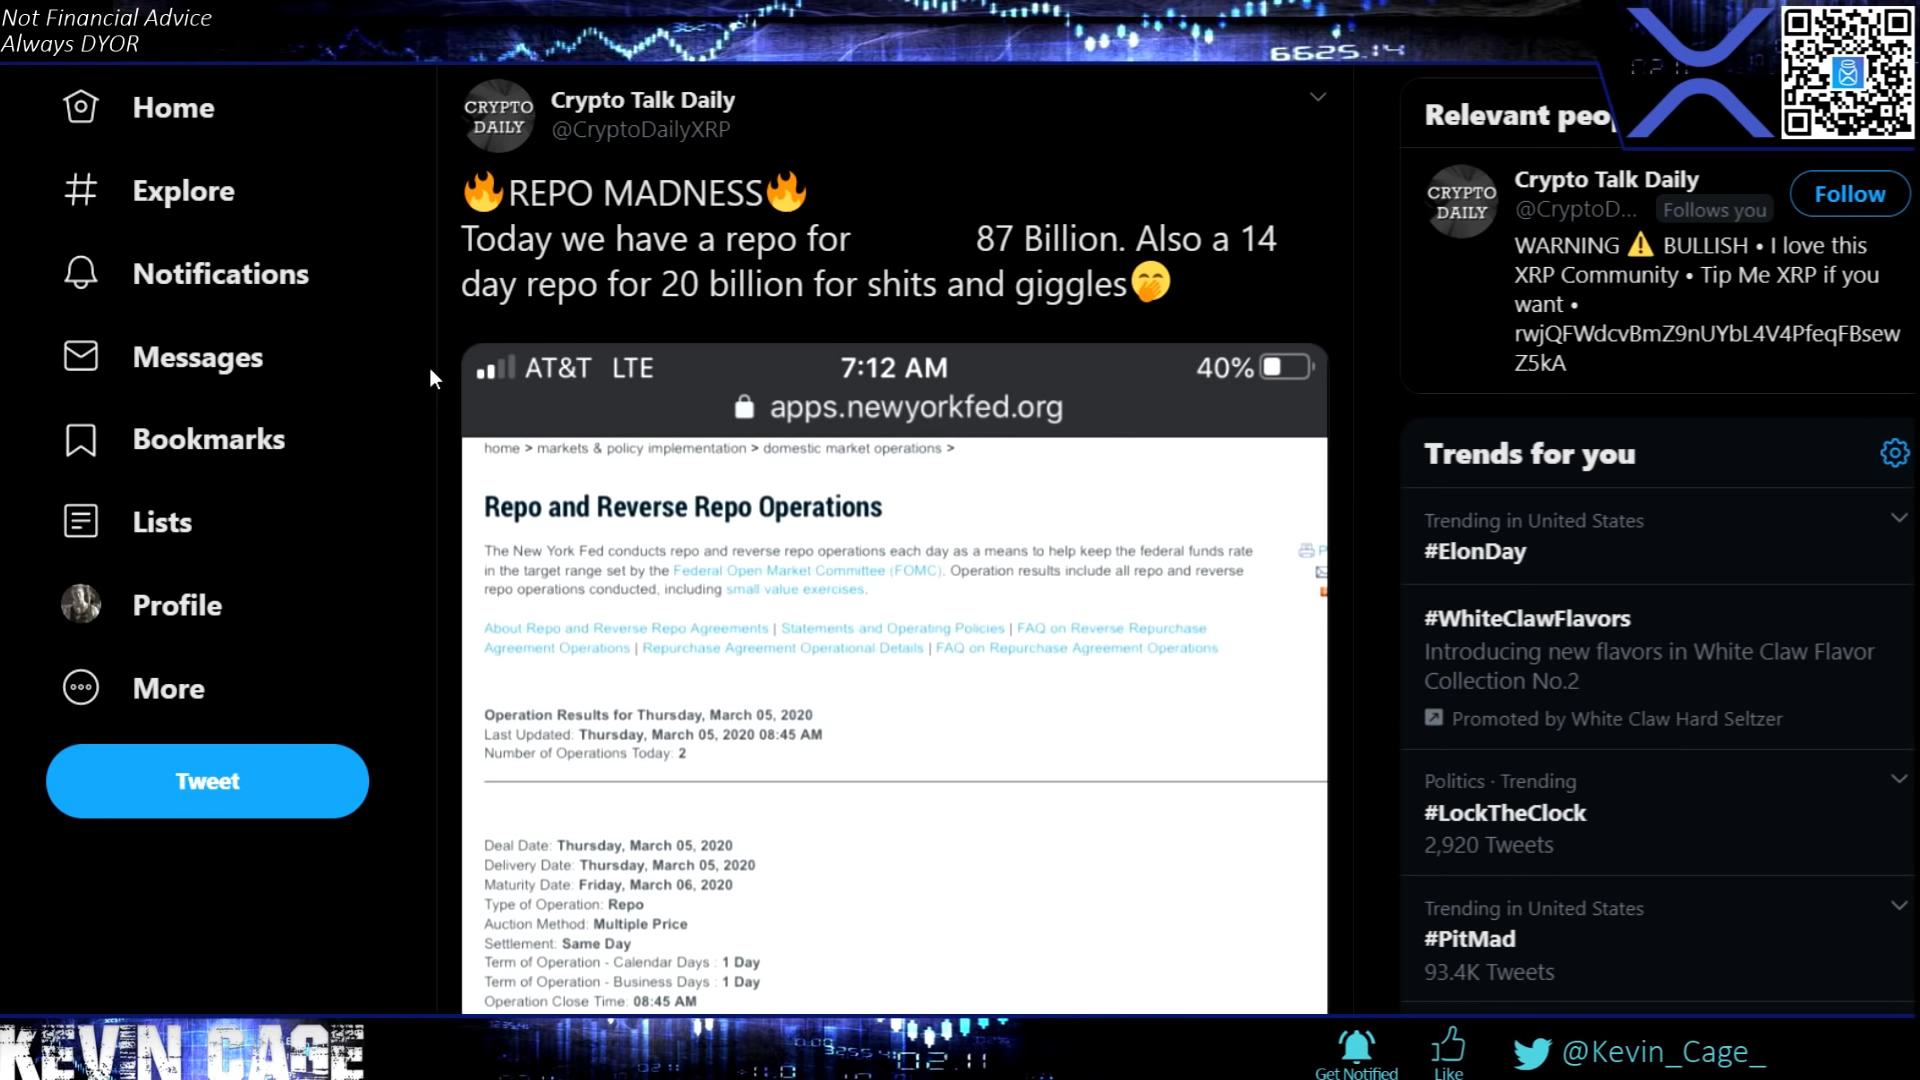 Not Financial Advice
Always DYOR
6625.14
Home
Explore
Notifications
Messages
Bookmarks
Lists
Profile
More
Tweet
CRYPTO
DAILY
Crypto Talk Daily
@CryptoDailyXRP
🔥REPO MADNESS🔥
Today we have a repo for 87 Billion. Also a 14
day repo for 20 billion for shits and giggles🤭
AT&T LTE 7:12 AM 40%
apps.newyorkfed.org
home > markets & policy implementation > domestic market operations >
Repo and Reverse Repo Operations
The New York Fed conducts repo and reverse repo operations each day as a means to help keep the federal funds rate
in the target range set by the Federal Open Market Committee (FOMC). Operation results include all repo and reverse
repo operations conducted, including small value exercises.
About Repo and Reverse Repo Agreements | Statements and Operating Policies | FAQ on Reverse Repurchase
Agreement Operations | Repurchase Agreement Operational Details | FAQ on Repurchase Agreement Operations
Operation Results for Thursday, March 05, 2020
Last Updated: Thursday, March 05, 2020 08:45 AM
Number of Operations Today: 2
Deal Date: Thursday, March 05, 2020
Delivery Date: Thursday, March 05, 2020
Maturity Date: Friday, March 06, 2020
Type of Operation: Repo
Auction Method: Multiple Price
Settlement: Same Day
Term of Operation - Calendar Days : 1 Day
Term of Operation - Business Days : 1 Day
Operation Close Time: 08:45 AM
Relevant peop
CRYPTO
DAILY
Crypto Talk Daily
@CryptoD... Follows you
Follow
WARNING ⚠️ BULLISH • I love this
XRP Community • Tip Me XRP if you
want •
rwjQFWdcvBmZ9nUYbL4V4PfeqFBsew
Z5kA
Trends for you
Trending in United States
#ElonDay
#WhiteClawFlavors
Introducing new flavors in White Claw Flavor
Collection No.2
Promoted by White Claw Hard Seltzer
Politics · Trending
#LockTheClock
2,920 Tweets
Trending in United States
#PitMad
93.4K Tweets
KEVIN CAGE
02.11
Get Notified
Like
@Kevin_Cage_